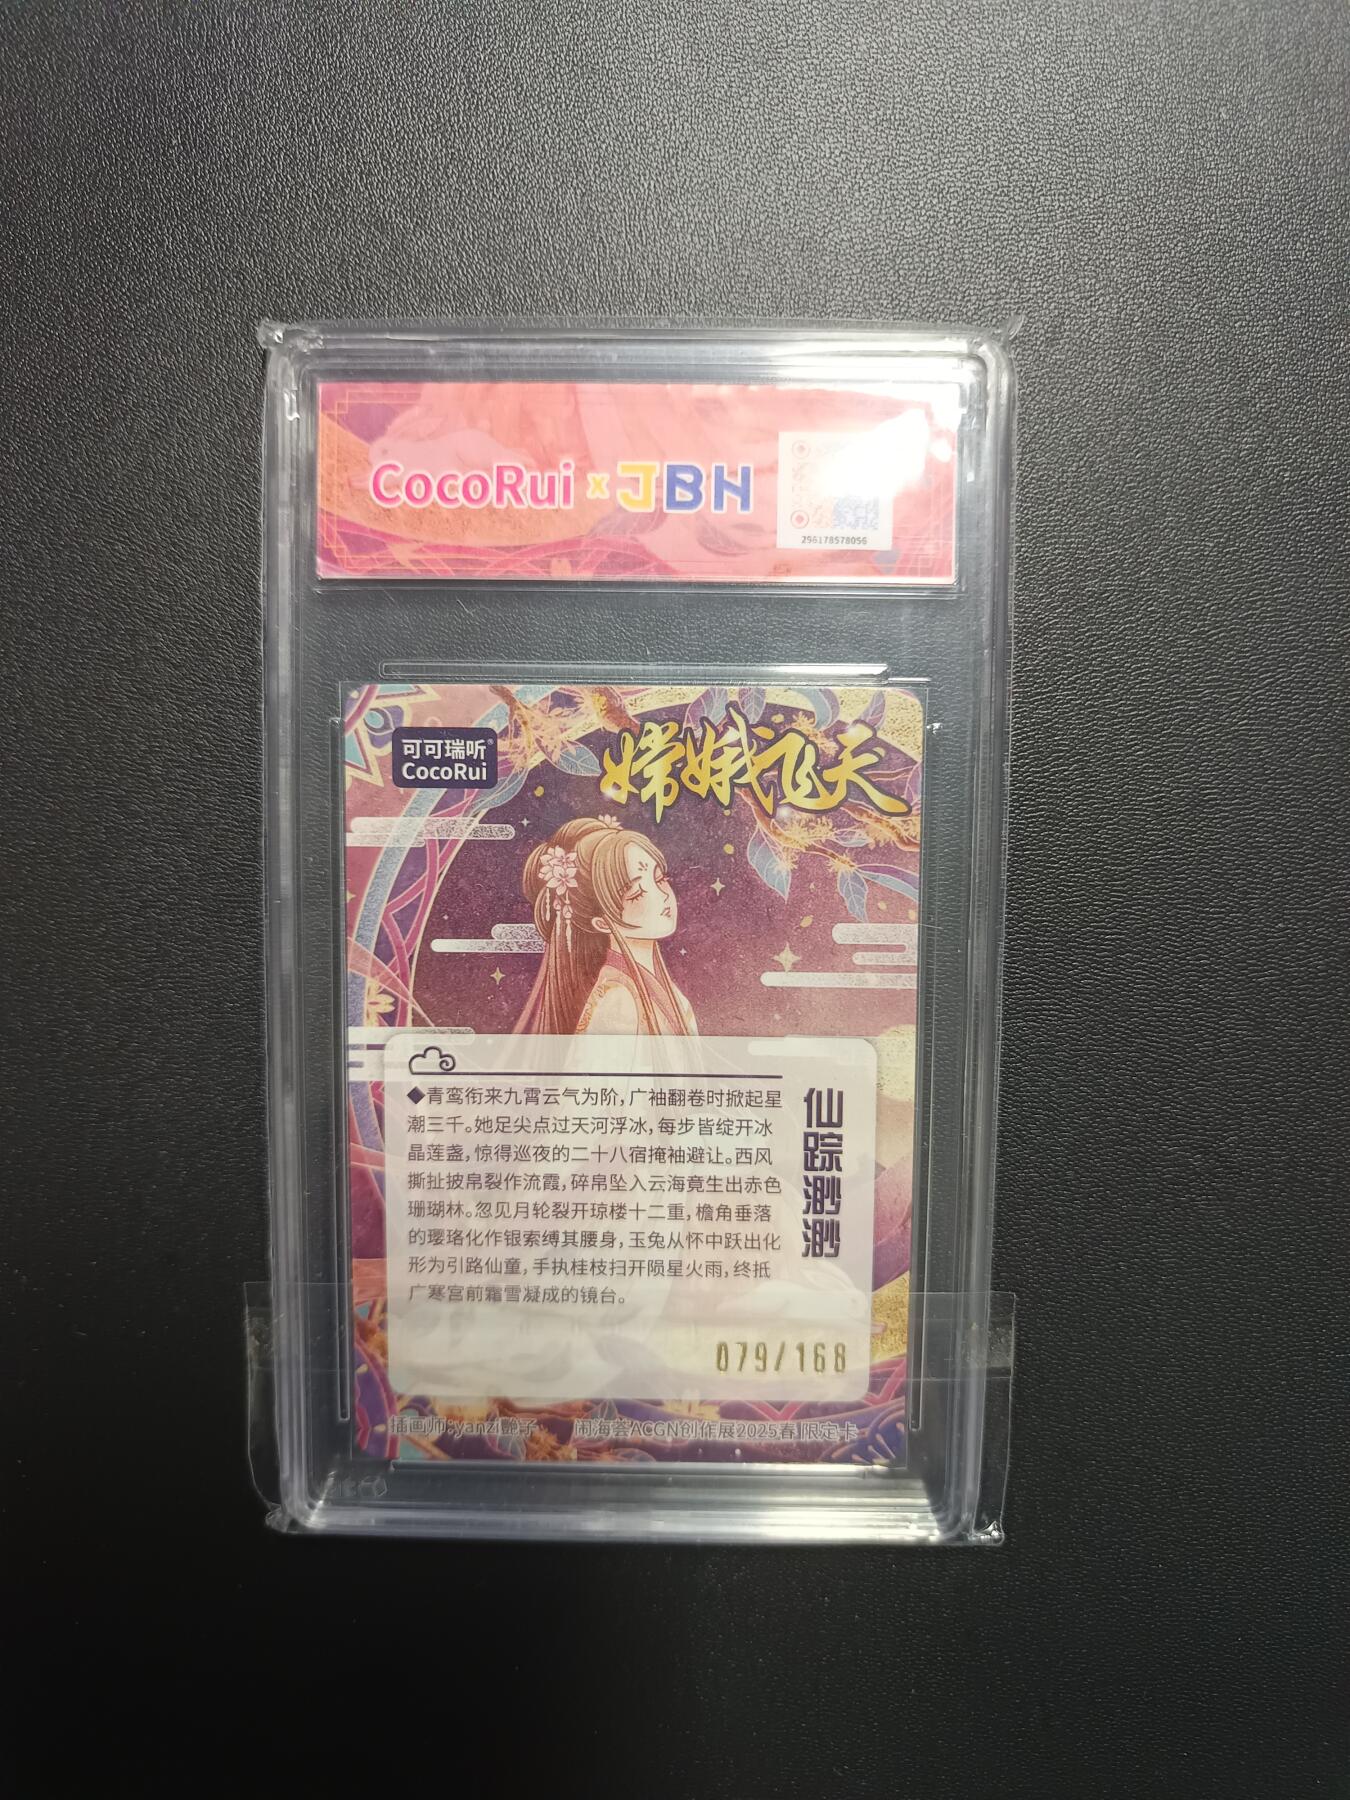 CocoRui x JBH
296178578056
可可瑞听®
CocoRui
嫦娥飞天
◆青鸾衔来九霄云气为阶,广袖翻卷时掀起星
潮三千。她足尖点过天河浮冰,每步皆绽开冰
晶莲盏,惊得巡夜的二十八宿掩袖避让。西风
撕扯披帛裂作流霞,碎帛坠入云海竟生出赤色
珊瑚林。忽见月轮裂开琼楼十二重,檐角垂落
的璎珞化作银索缚其腰身,玉兔从怀中跃出化
形为引路仙童,手执桂枝扫开陨星火雨,终抵
广寒宫前霜雪凝成的镜台。
仙踪渺渺
079/168
插画师:yanzi艷子
闹海荟ACGN创作展2025春 限定卡